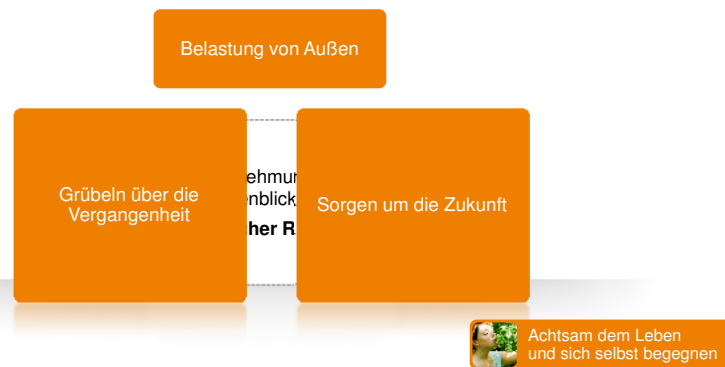 Belastung von Außen
Grübeln über die
Vergangenheit
Sorgen um die Zukunft
Achtsam dem Leben
und sich selbst begegnen